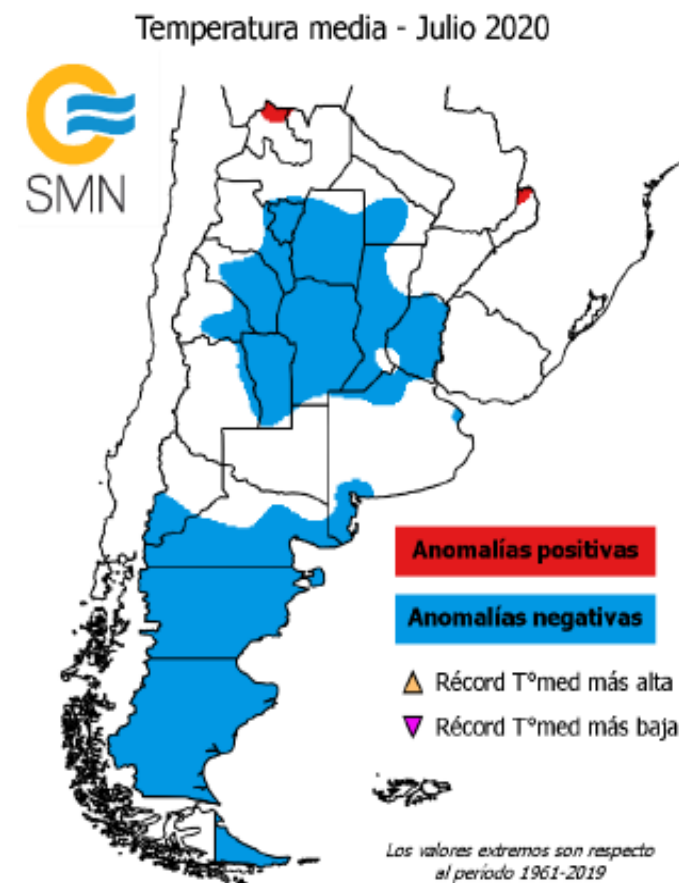 Temperatura media - Julio 2020
SMN
Anomalías positivas
Anomalías negativas
Récord T°med más alta
Récord T°med más baja
Los valores extremos son respecto
al período 1961-2019